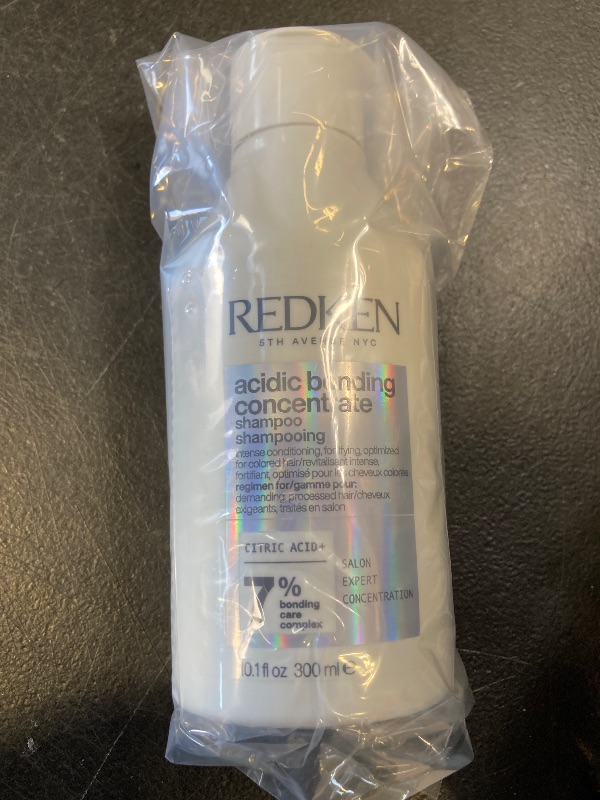 REDKEN
5TH AVENUE NYC
acidic bonding
concentrate
shampoo
shampooing
intense conditioning, fortifying, optimized
for colored hair/revitalisant intense,
fortifiant, optimisé pour les cheveux colorés
regimen for/gamme pour:
demanding, processed hair/cheveux
exigeants, traités en salon
CITRIC ACID+
7%
bonding
care
complex
SALON
EXPERT
CONCENTRATION
10.1 fl oz 300 ml e